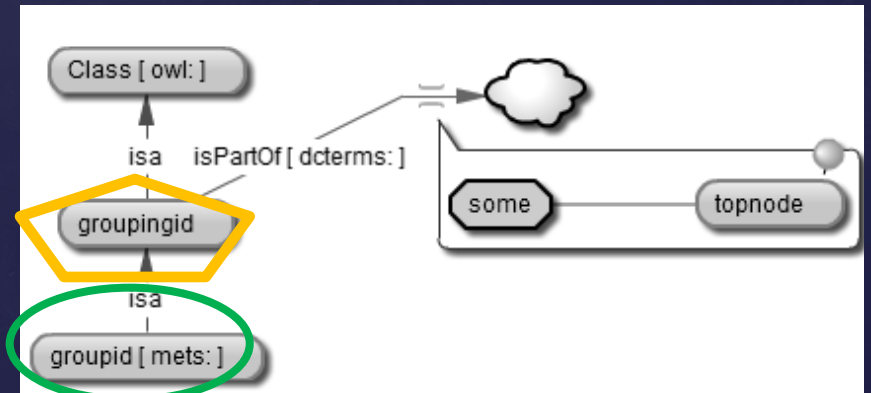 Class [ owl: ]
isa
isPartOf [ dcterms: ]
groupingid
some
topnode
isa
groupid [ mets: ]